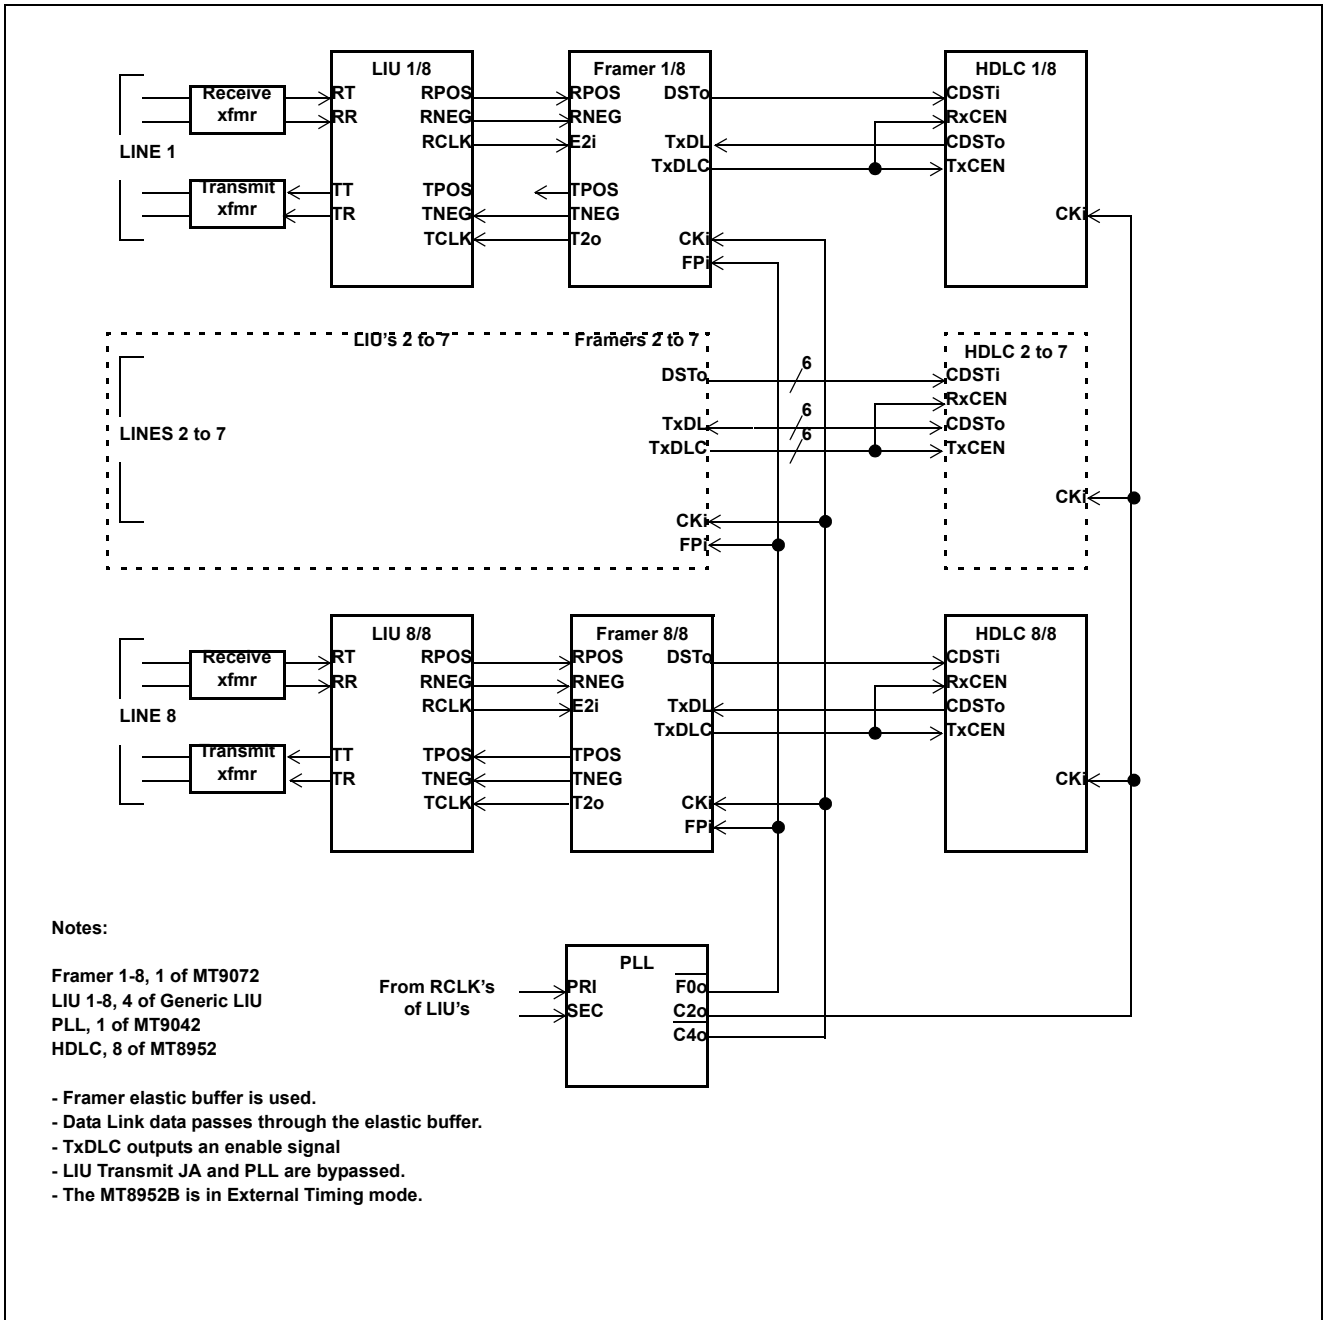 LIU 1/8 Framer 1/8 HDLC 1/8
Receive xfmr RT RPOS RPOS DSTo CDSTi
RR RNEG RNEG RxCEN
RCLK E2i TxDL CDSTo
LINE 1
TxDLC TxCEN
Transmit xfmr TT TPOS TPOS
TR TNEG TNEG CKi
TCLK T2o CKi
FPi
LIU's 2 to 7 Framers 2 to 7 HDLC 2 to 7
DSTo 6 CDSTi
RxCEN
LINES 2 to 7 TxDL 6 CDSTo
TxDLC 6 TxCEN
CKi
CKi
FPi
LIU 8/8 Framer 8/8 HDLC 8/8
Receive xfmr RT RPOS RPOS DSTo CDSTi
RR RNEG RNEG RxCEN
RCLK E2i TxDL CDSTo
LINE 8
TxDLC TxCEN
Transmit xfmr TT TPOS TPOS
TR TNEG TNEG CKi
TCLK T2o CKi
FPi
Notes:
Framer 1-8, 1 of MT9072
LIU 1-8, 4 of Generic LIU
PLL, 1 of MT9042
HDLC, 8 of MT8952
From RCLK's
of LIU's
PLL
PRI F0o
SEC C2o
C4o
- Framer elastic buffer is used.
- Data Link data passes through the elastic buffer.
- TxDLC outputs an enable signal
- LIU Transmit JA and PLL are bypassed.
- The MT8952B is in External Timing mode.